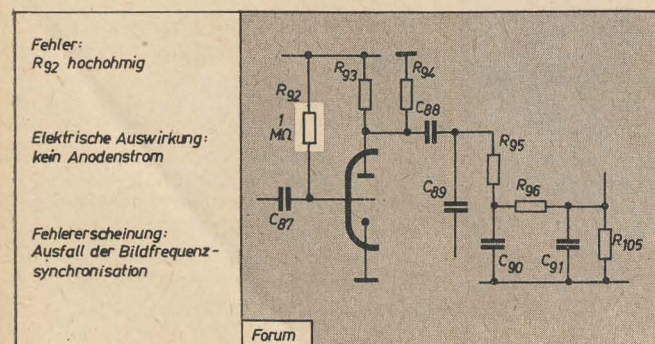 Fehler:
R92 hochohmig
Elektrische Auswirkung:
kein Anodenstrom
Fehlererscheinung:
Ausfall der Bildfrequenz-
synchronisation
R92
1
MΩ
R93
R94
C88
R95
R96
C87
C89
C90
C91
R105
Forum